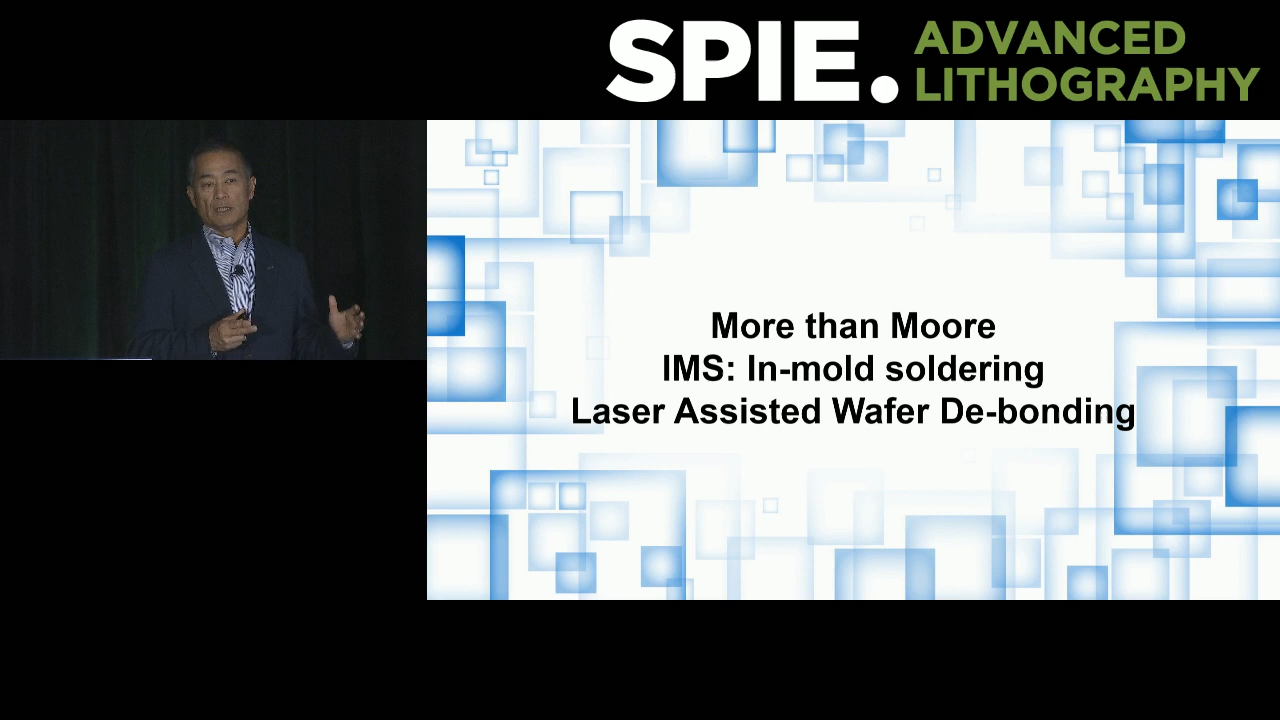 SPIE. ADVANCED
LITHOGRAPHY
More than Moore
IMS: In-mold soldering
Laser Assisted Wafer De-bonding